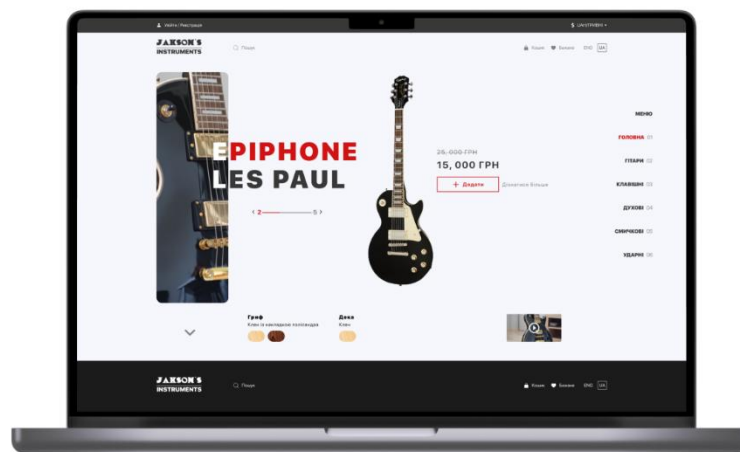 Увійти | Реєстрація
$ UAH(ГРИВНІ)
JAKSON'S
INSTRUMENTS
Пошук
Кошик
Бажане
ENG
UA
МЕНЮ
EPIPHONE
LES PAUL
25, 000 ГРН
15, 000 ГРН
+ Додати
Дізнатися більше
< 2 5 >
ГОЛОВНА 01
ГІТАРИ 02
КЛАВІШНІ 03
ДУХОВІ 04
СМИЧКОВІ 05
УДАРНІ 06
Гриф
Клен із накладкою палісандра
Дека
Клен
JAKSON'S
INSTRUMENTS
Пошук
Кошик
Бажане
ENG
UA